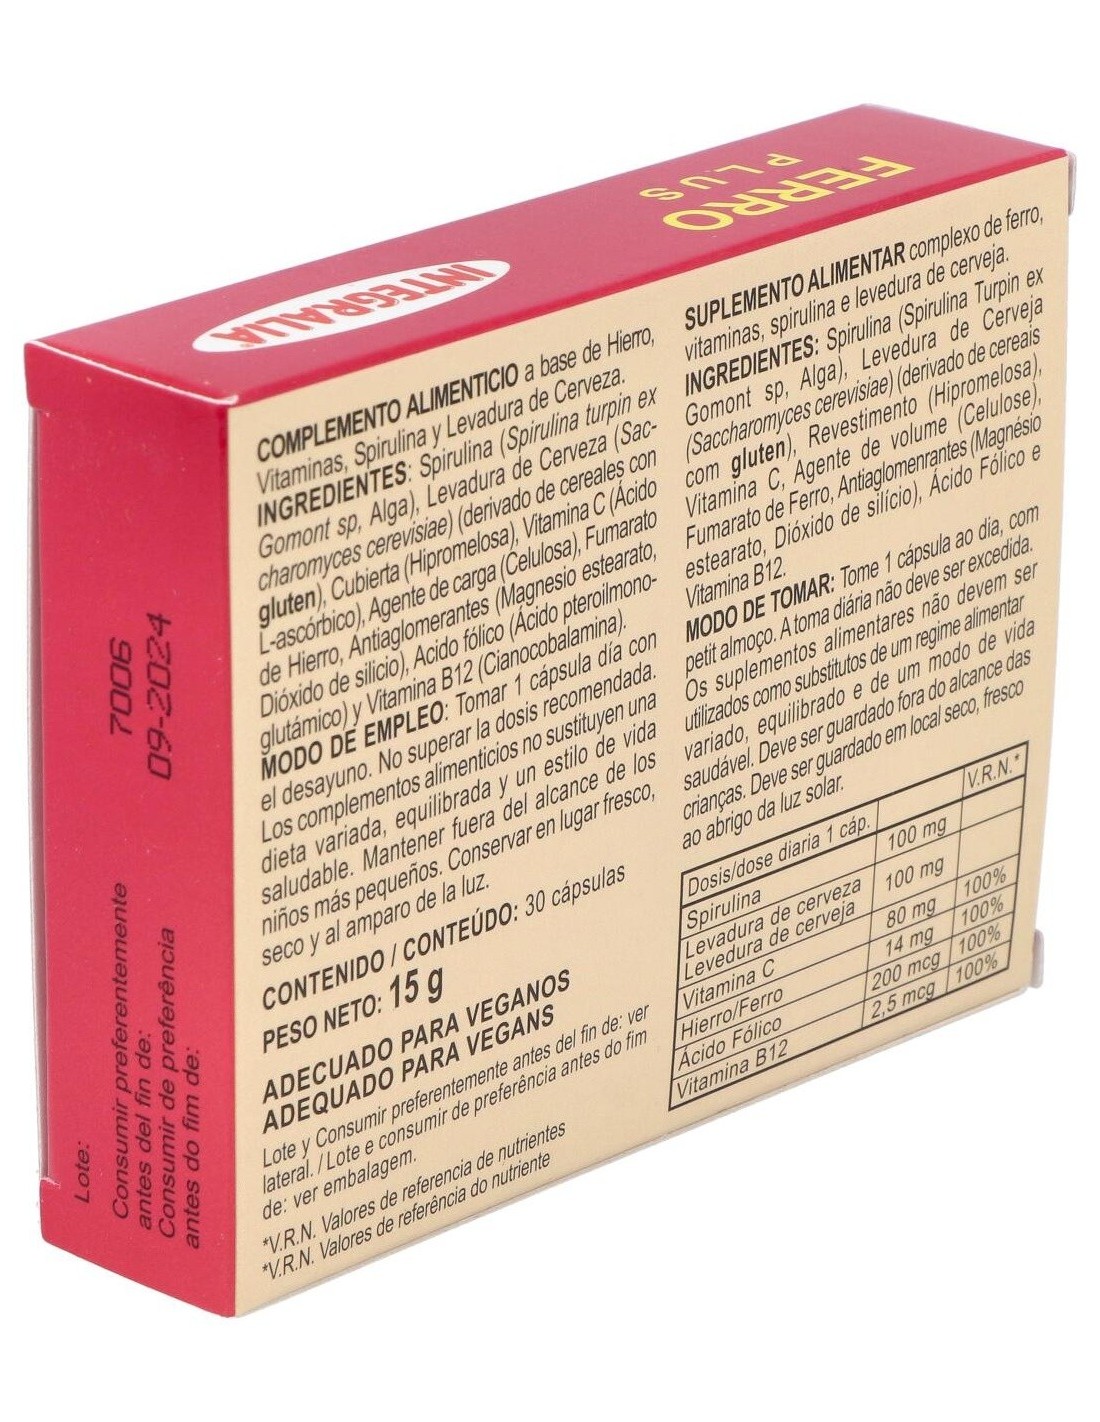 FERRO
PLUS
INTEGRALIA
COMPLEMENTO ALIMENTICIO a base de Hierro,
Vitaminas, Spirulina y Levadura de Cerveza.
INGREDIENTES: Spirulina (Spirulina turpin ex
Gomont sp, Alga), Levadura de Cerveza (Sac-
charomyces cerevisiae) (derivado de cereales con
gluten), Cubierta (Hipromelosa), Vitamina C (Ácido
L-ascórbico), Agente de carga (Celulosa), Fumarato
de Hierro, Antiaglomerantes (Magnesio estearato,
Dióxido de silicio), Acido fólico (Ácido pteroilmono-
glutámico) y Vitamina B12 (Cianocobalamina).
MODO DE EMPLEO: Tomar 1 cápsula día con
el desayuno. No superar la dosis recomendada.
Los complementos alimenticios no sustituyen una
dieta variada, equilibrada y un estilo de vida
saludable. Mantener fuera del alcance de los
niños más pequeños. Conservar en lugar fresco,
seco y al amparo de la luz.
CONTENIDO / CONTEÚDO: 30 cápsulas
PESO NETO: 15 g
ADECUADO PARA VEGANOS
ADEQUADO PARA VEGANS
Lote y Consumir preferentemente antes del fin de: ver
lateral. / Lote e consumir de preferência antes do fim
de: ver embalagem.
*V.R.N. Valores de referencia de nutrientes
*V.R.N. Valores de referência do nutriente
SUPLEMENTO ALIMENTAR complexo de ferro,
vitaminas, spirulina e levedura de cerveja.
INGREDIENTES: Spirulina (Spirulina Turpin ex
Gomont sp, Alga), Levedura de Cerveja
(Saccharomyces cerevisiae) (derivado de cereais
com gluten), Revestimento (Hipromelosa),
Vitamina C, Agente de volume (Celulose),
Fumarato de Ferro, Antiaglomenrantes (Magnésio
estearato, Dióxido de silício), Ácido Fólico e
Vitamina B12.
MODO DE TOMAR: Tome 1 cápsula ao dia, com
petit almoço. A toma diária não deve ser excedida.
Os suplementos alimentares não devem ser
utilizados como substitutos de um regime alimentar
variado, equilibrado e de um modo de vida
saudável. Deve ser guardado fora do alcance das
crianças. Deve ser guardado em local seco, fresco
ao abrigo da luz solar.
Dosis/dose diaria 1 cáp. V.R.N.*
Spirulina 100 mg
Levadura de cerveza 100 mg
Levedura de cerveja
Vitamina C 80 mg 100%
Hierro/Ferro 14 mg 100%
Ácido Fólico 200 mcg 100%
Vitamina B12 2,5 mcg 100%
Lote:
7006
Consumir preferentemente
antes del fin de:
09-2024
Consumir de preferência
antes do fim de: